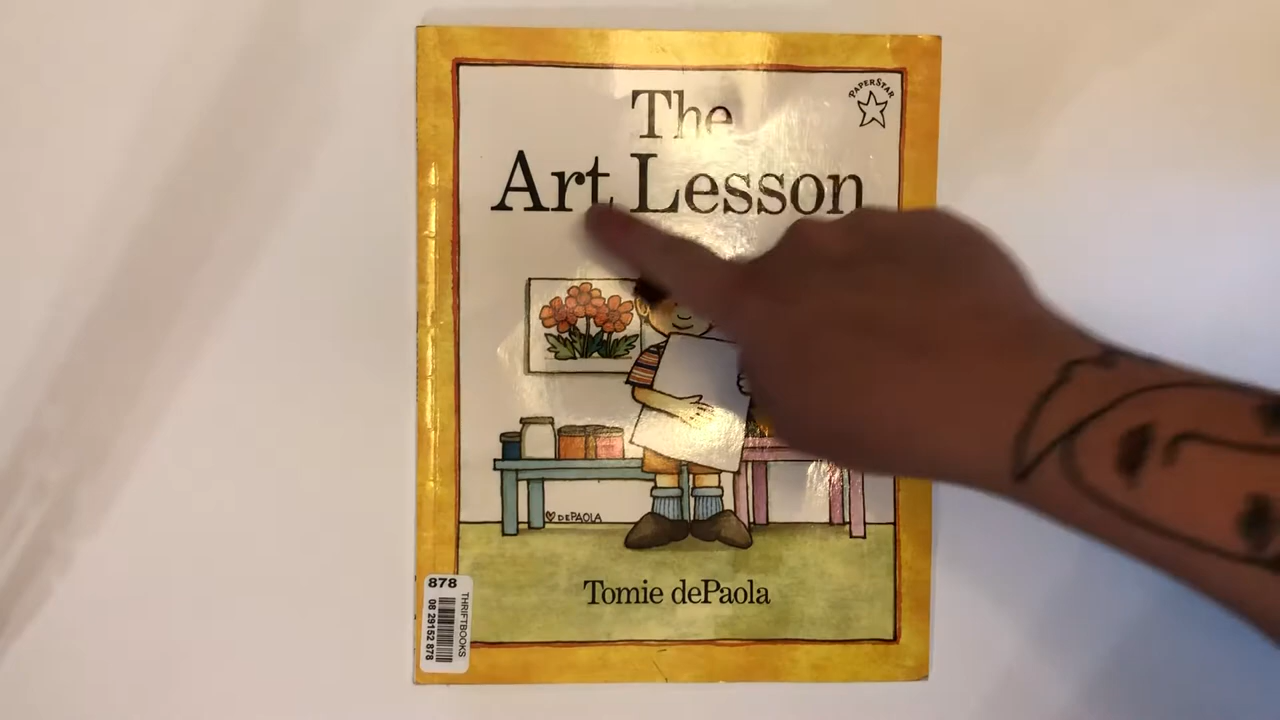 PAPERSTAR
The
Art Lesson
DEPAOLA
Tomie dePaola
878
THRIFTBOOKS
08 29152 878